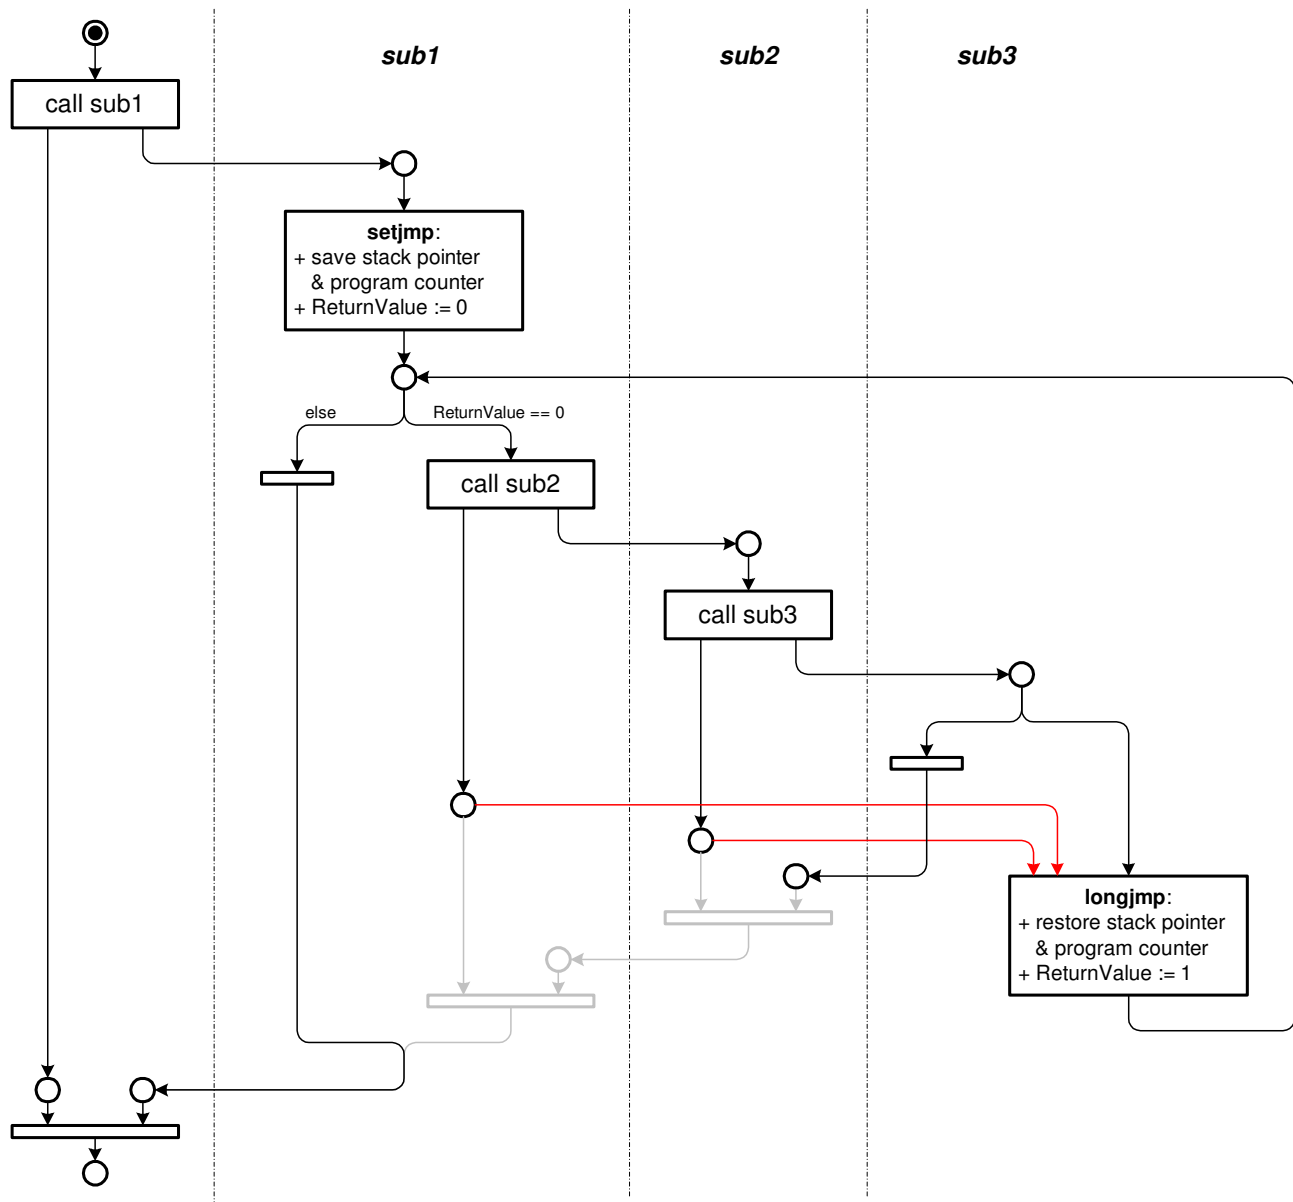 sub1
sub2
sub3
call sub1
setjmp:
+ save stack pointer
& program counter
+ ReturnValue := 0
else
ReturnValue == 0
call sub2
call sub3
longjmp:
+ restore stack pointer
& program counter
+ ReturnValue := 1